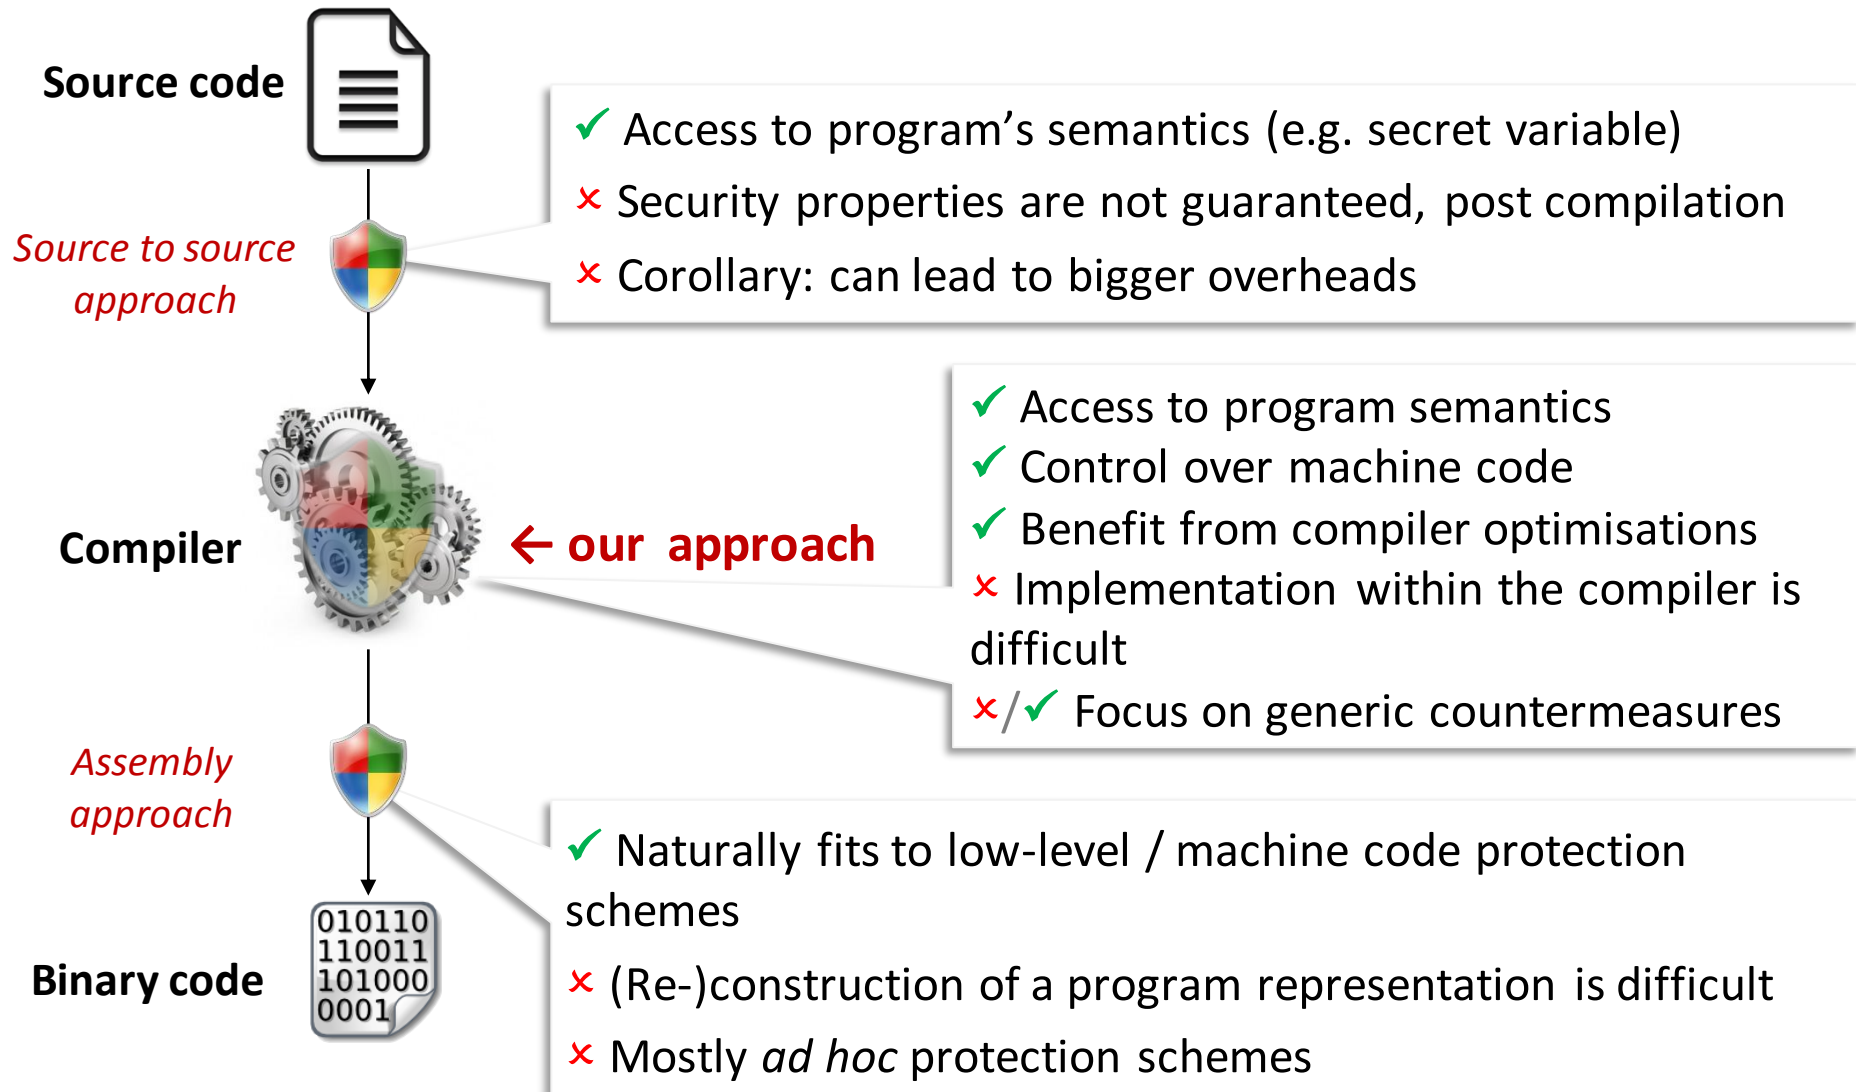 Source code
✓ Access to program’s semantics (e.g. secret variable)
✗ Security properties are not guaranteed, post compilation
✗ Corollary: can lead to bigger overheads
Source to source
approach
✓ Access to program semantics
✓ Control over machine code
✓ Benefit from compiler optimisations
✗ Implementation within the compiler is
difficult
✗/✓ Focus on generic countermeasures
Compiler
← our approach
Assembly
approach
✓ Naturally fits to low-level / machine code protection
schemes
✗ (Re-)construction of a program representation is difficult
✗ Mostly ad hoc protection schemes
Binary code
010110
110011
101000
0001